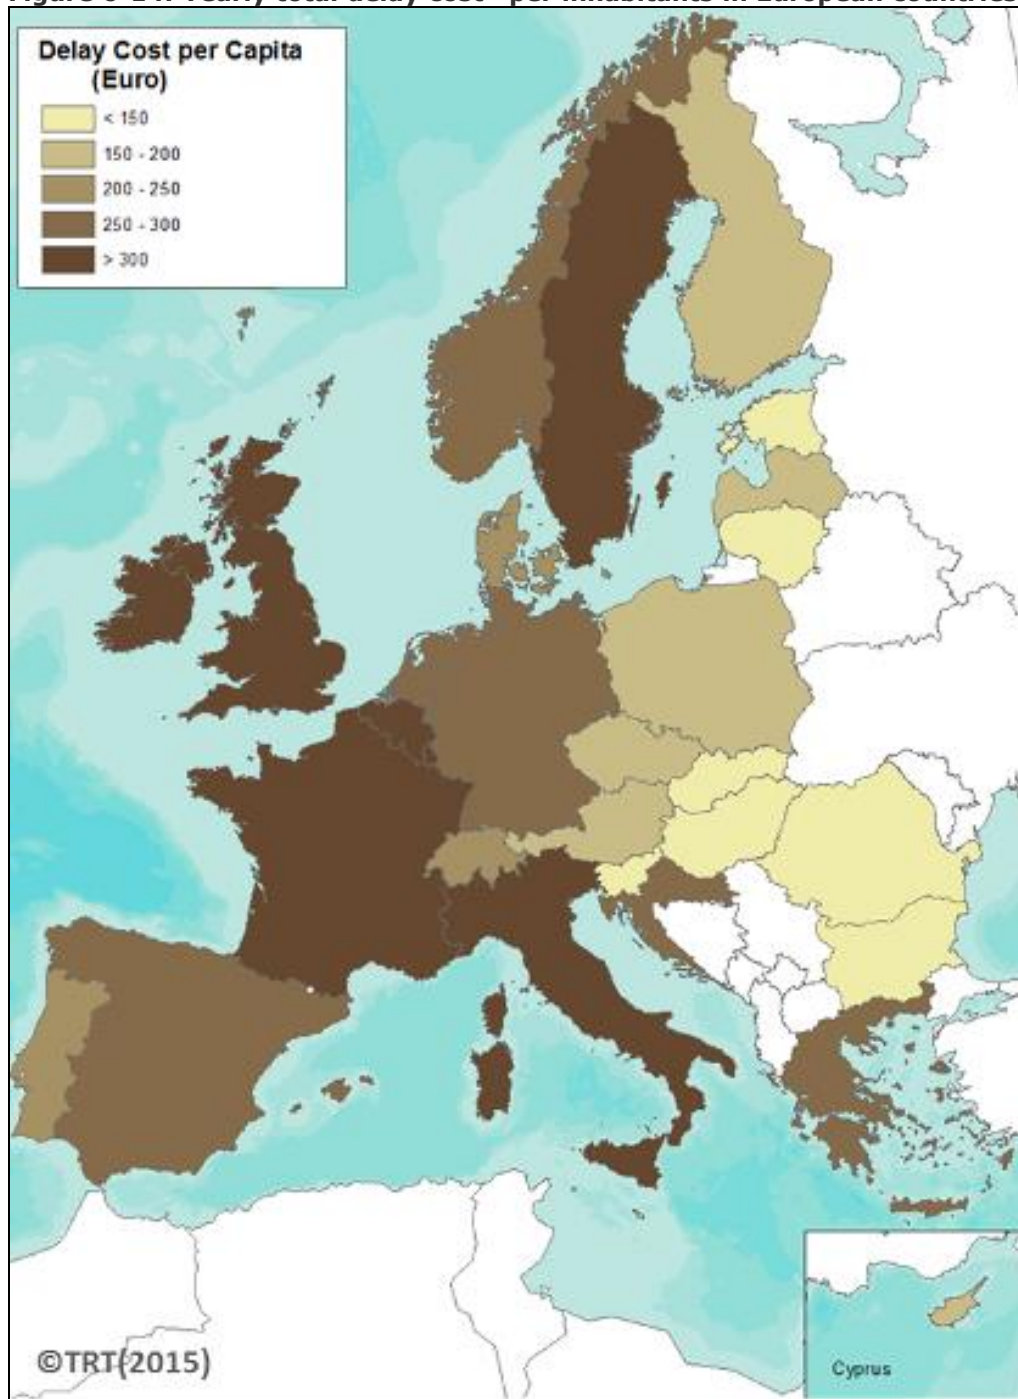 Delay Cost per Capita
(Euro)
< 150
150 - 200
200 - 250
250 - 300
> 300
©TRT(2015)
Cyprus